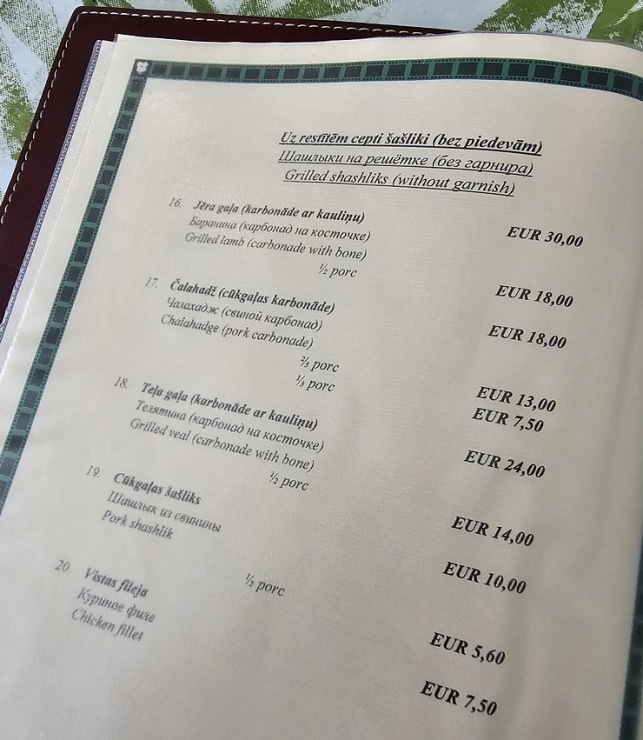 Uz restītēm cepti šašliki (bez piedevām)
Шашлыки на решётке (без гарнира)
Grilled shashliks (without garnish)
16. Jēra gaļa (karbonāde ar kauliņu) EUR 30,00
Баранина (карбонад на косточке)
Grilled lamb (carbonade with bone)
½ porc EUR 18,00
17. Čalahadž (cūkgaļas karbonāde) EUR 18,00
Чалахадж (свиной карбонад)
Chalahadge (pork carbonade)
⅔ porc EUR 13,00
⅓ porc EUR 7,50
18. Teļa gaļa (karbonāde ar kauliņu) EUR 24,00
Телятина (карбонад на косточке)
Grilled veal (carbonade with bone)
½ porc EUR 14,00
19. Cūkgaļas šašliks EUR 10,00
Шашлык из свинины
Pork shashlik
½ porc EUR 5,60
20. Vistas fileja EUR 7,50
Куриное филе
Chicken fillet